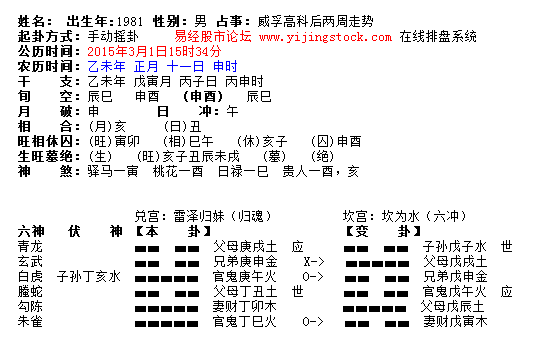 姓名： 出生年：1981 性别：男 占事：威孚高科后两周走势
起卦方式：手动摇卦 易经股市论坛 www.yijingstock.com 在线排盘系统
公历时间：2015年3月1日15时34分
农历时间：乙未年 正月 十一日 申时
干 支：乙未年 戊寅月 丙子日 丙申时
旬 空：辰巳 申酉 (申酉) 辰巳
月 破：申 日 冲：午
相 合：(月)亥 (日)丑
旺相休囚：(旺)寅卯 (相)巳午 (休)亥子 (囚)申酉
生旺墓绝：(生) (旺)亥子丑辰未戌 (墓) (绝)
神 煞：驿马—寅 桃花—酉 日禄—巳 贵人—酉，亥
兑宫：雷泽归妹（归魂） 坎宫：坎为水（六冲）
六神 伏 神 【本 卦】 【变 卦】
青龙 父母庚戌土 应 子孙戊子水 世
玄武 兄弟庚申金 X-> 父母戊戌土
白虎 子孙丁亥水 官鬼庚午火 O-> 兄弟戊申金
螣蛇 父母丁丑土 世 官鬼戊午火 应
勾陈 妻财丁卯木 父母戊辰土
朱雀 官鬼丁巳火 O-> 妻财戊寅木